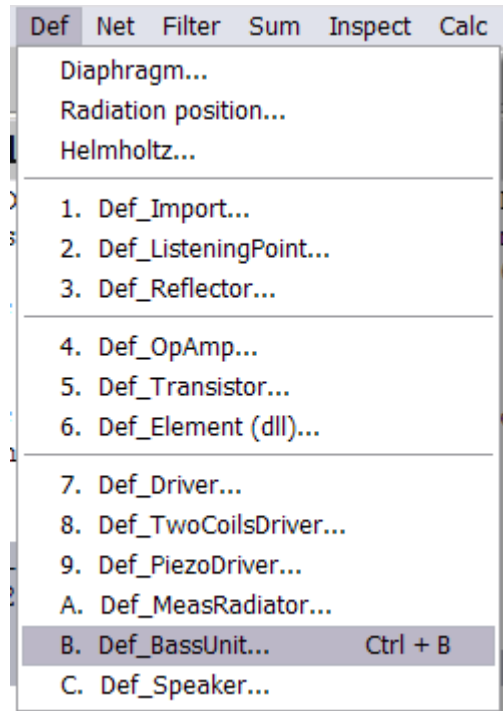 Def Net Filter Sum Inspect Calc
Diaphragm...
Radiation position...
Helmholtz...
1. Def_Import...
2. Def_ListeningPoint...
3. Def_Reflector...
4. Def_OpAmp...
5. Def_Transistor...
6. Def_Element (dll)...
7. Def_Driver...
8. Def_TwoCoilsDriver...
9. Def_PiezoDriver...
A. Def_MeasRadiator...
B. Def_BassUnit... Ctrl + B
C. Def_Speaker...